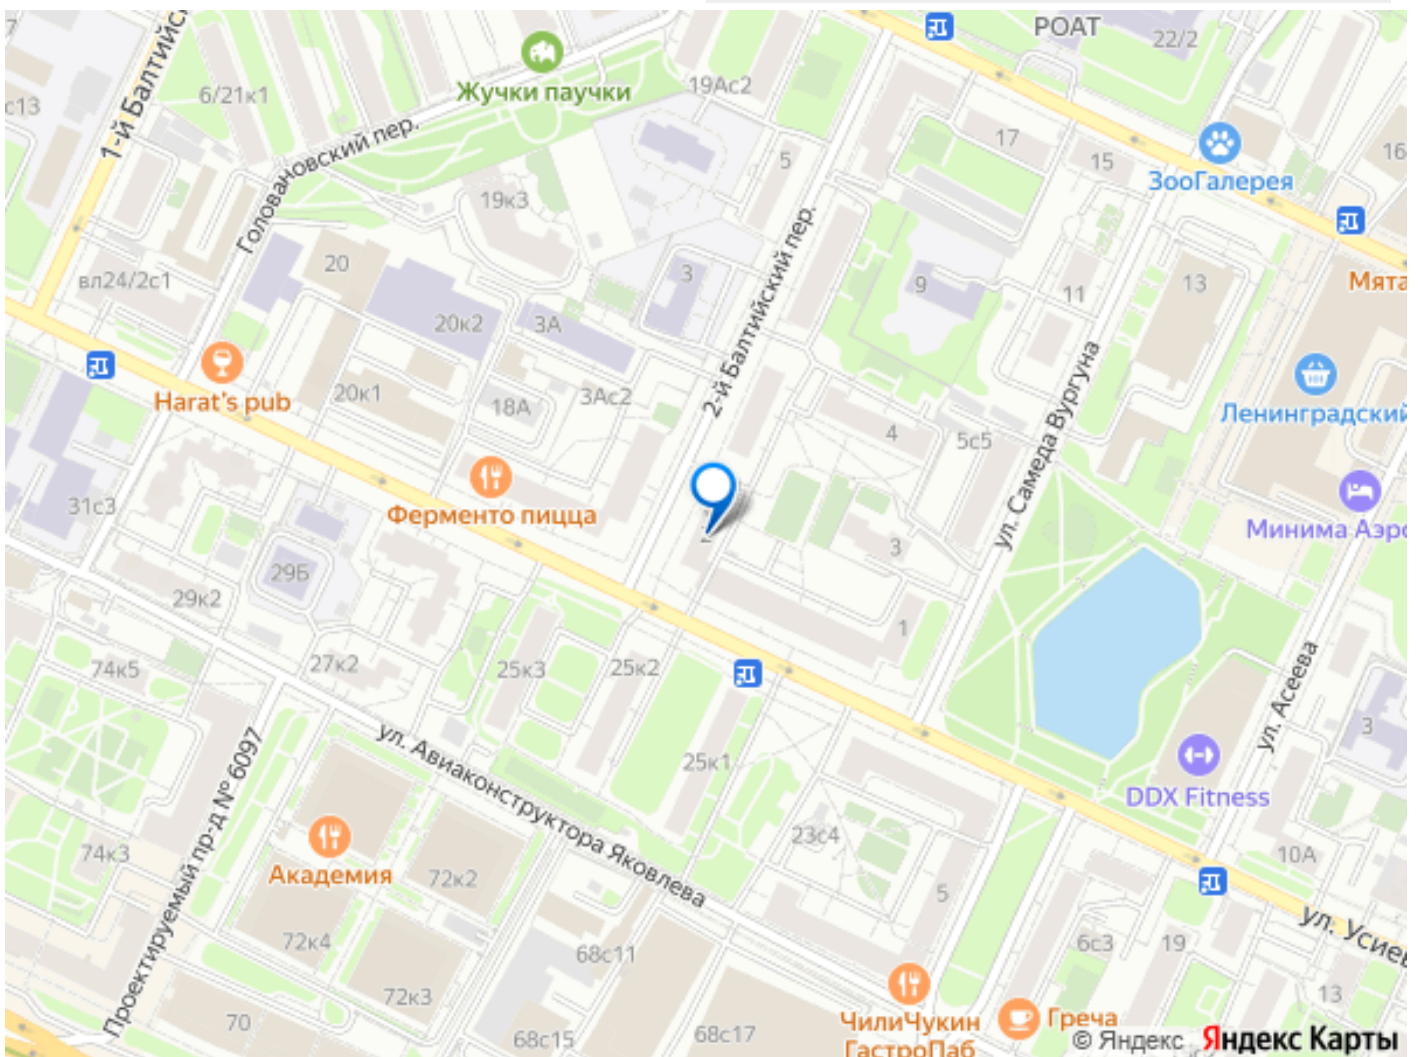 РОАТ
22/2
1-й Балтийск
Жучки паучки
19Ас2
6/21к1
с13
Головановский пер.
17
5
15
16
ЗооГалерея
19к3
2-й Балтийский пер.
20
3
9
13
11
вл24/2с1
Мята
20к2
3А
ул. Самеда Вургуна
Harat's pub
20к1
18А
3Ас2
Ленинградский
4
5с5
31с3
Ферменто пицца
Минима Аэро
2
3
29Б
29к2
1
74к5
27к2
25к3
25к2
ул. Асеева
3
ул. Авиаконструктора Яковлева
25к1
DDX Fitness
Проектируемый пр-д № 6097
23с4
74к3
10А
Академия
72к2
5
ул. Усиев
72к4
68с11
6с3
19
72к3
13
70
68с15
68с17
ЧилиЧукин
ГастроПаб
Греча
© Яндекс Яндекс Карты